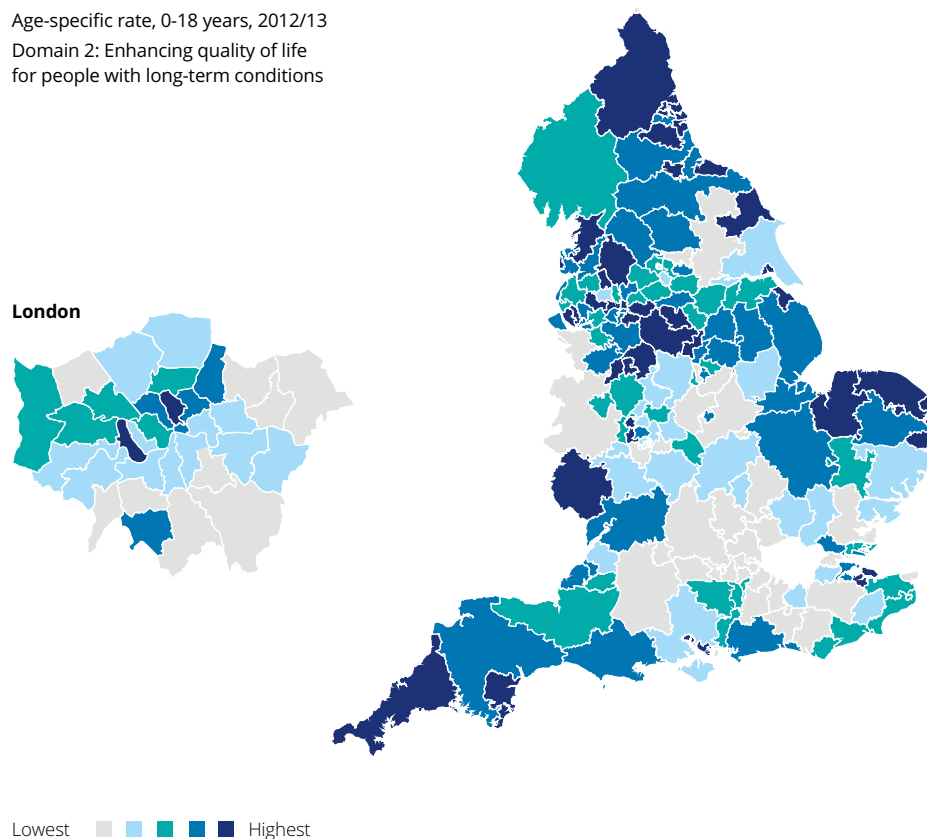 Age-specific rate, 0-18 years, 2012/13
Domain 2: Enhancing quality of life
for people with long-term conditions
London
Lowest Highest